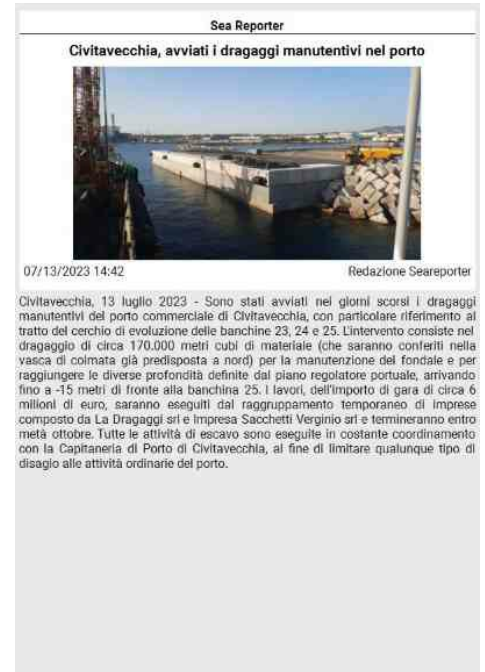 Sea Reporter
Civitavecchia, avviati i dragaggi manutentivi nel porto
07/13/2023 14:42
Redazione Seareporter
Civitavecchia, 13 luglio 2023 - Sono stati avviati nei giorni scorsi i dragaggi
manutentivi del porto commerciale di Civitavecchia, con particolare riferimento al
tratto del cerchio di evoluzione delle banchine 23, 24 e 25. L'intervento consiste nel
dragaggio di circa 170.000 metri cubi di materiale (che saranno conferiti nella
vasca di colmata già predisposta a nord) per la manutenzione del fondale e per
raggiungere le diverse profondità definite dal piano regolatore portuale, arrivando
fino a -15 metri di fronte alla banchina 25. I lavori, dell'importo di gara di circa 6
milioni di euro, saranno eseguiti dal raggruppamento temporaneo di imprese
composto da La Dragaggi srl e Impresa Sacchetti Verginio srl e termineranno entro
metà ottobre. Tutte le attività di escavo sono eseguite in costante coordinamento
con la Capitaneria di Porto di Civitavecchia, al fine di limitare qualunque tipo di
disagio alle attività ordinarie del porto.